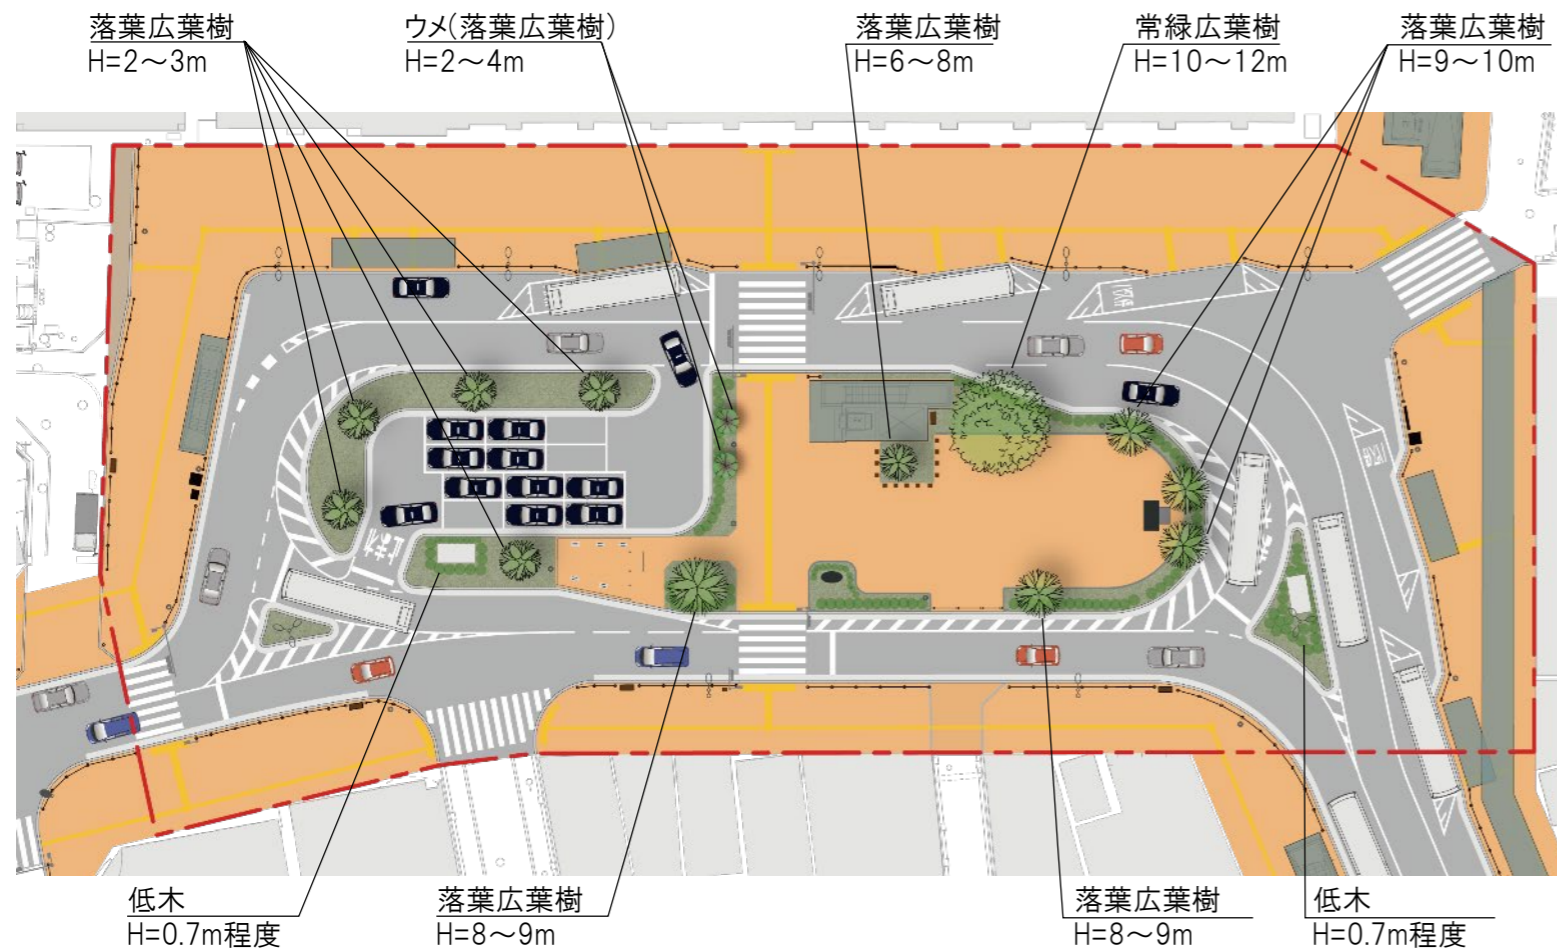 落葉広葉樹
H=2～3m
ウメ(落葉広葉樹)
H=2～4m
落葉広葉樹
H=6～8m
常緑広葉樹
H=10～12m
落葉広葉樹
H=9～10m
低木
H=0.7m程度
落葉広葉樹
H=8～9m
落葉広葉樹
H=8～9m
低木
H=0.7m程度